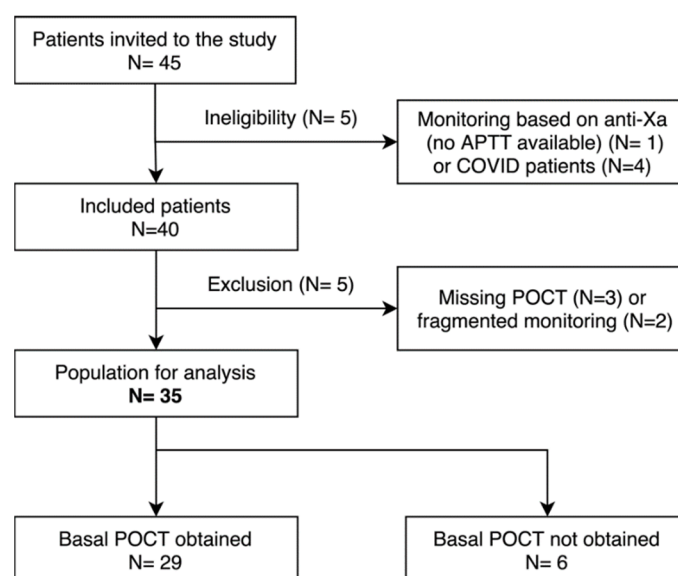 Patients invited to the study
N= 45
Ineligibility (N= 5)
Monitoring based on anti-Xa
(no APTT available) (N= 1)
or COVID patients (N=4)
Included patients
N=40
Exclusion (N= 5)
Missing POCT (N=3) or
fragmented monitoring (N=2)
Population for analysis
N= 35
Basal POCT obtained
N= 29
Basal POCT not obtained
N= 6